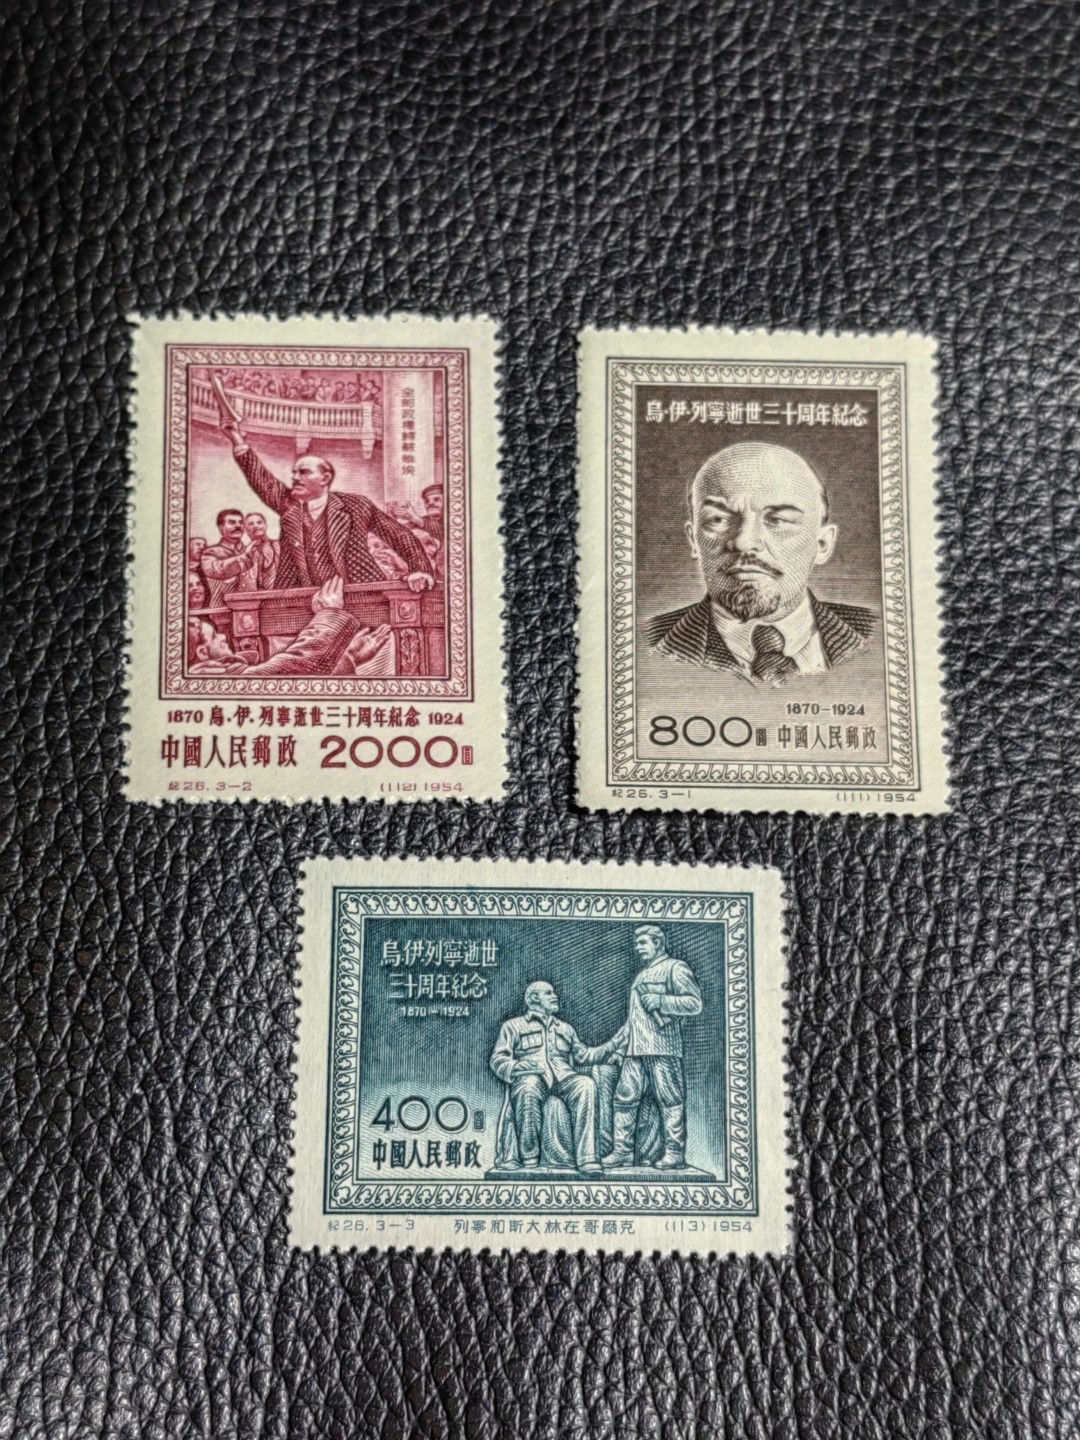 全部政權轉歸蘇維埃
1870 烏·伊·列寧逝世三十周年紀念 1924
中國人民郵政 2000圓
紀26.3-2 (112) 1954
烏·伊·列寧逝世三十周年紀念
1870-1924
800圓 中國人民郵政
紀26.3-1 (111) 1954
烏·伊·列寧逝世
三十周年紀念
1870-1924
400圓
中國人民郵政
紀26.3-3 列寧和斯大林在哥爾克 (113) 1954